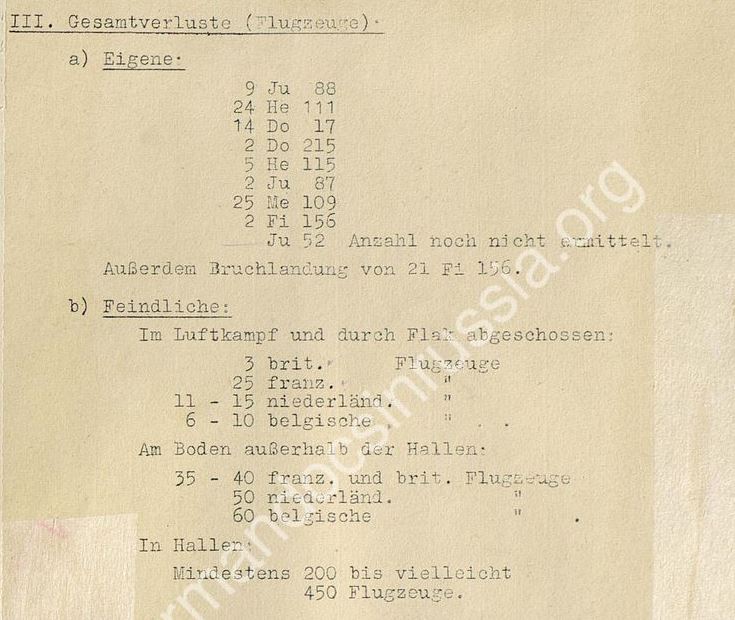 III. Gesamtverluste (Flugzeuge).
a) Eigene:
9 Ju 88
24 He 111
14 Do 17
2 Do 215
5 He 115
2 Ju 87
25 Me 109
2 Fi 156
Ju 52 Anzahl noch nicht ermittelt.
Außerdem Bruchlandung von 21 Fi 156.
b) Feindliche:
Im Luftkampf und durch Flak abgeschossen:
3 brit. Flugzeuge
25 franz. "
11 - 15 niederländ. "
6 - 10 belgische " .
Am Boden außerhalb der Hallen:
35 - 40 franz. und brit. Flugzeuge
50 niederländ. "
60 belgische " .
In Hallen:
Mindestens 200 bis vielleicht
450 Flugzeuge.
rmandocsinrussia.org